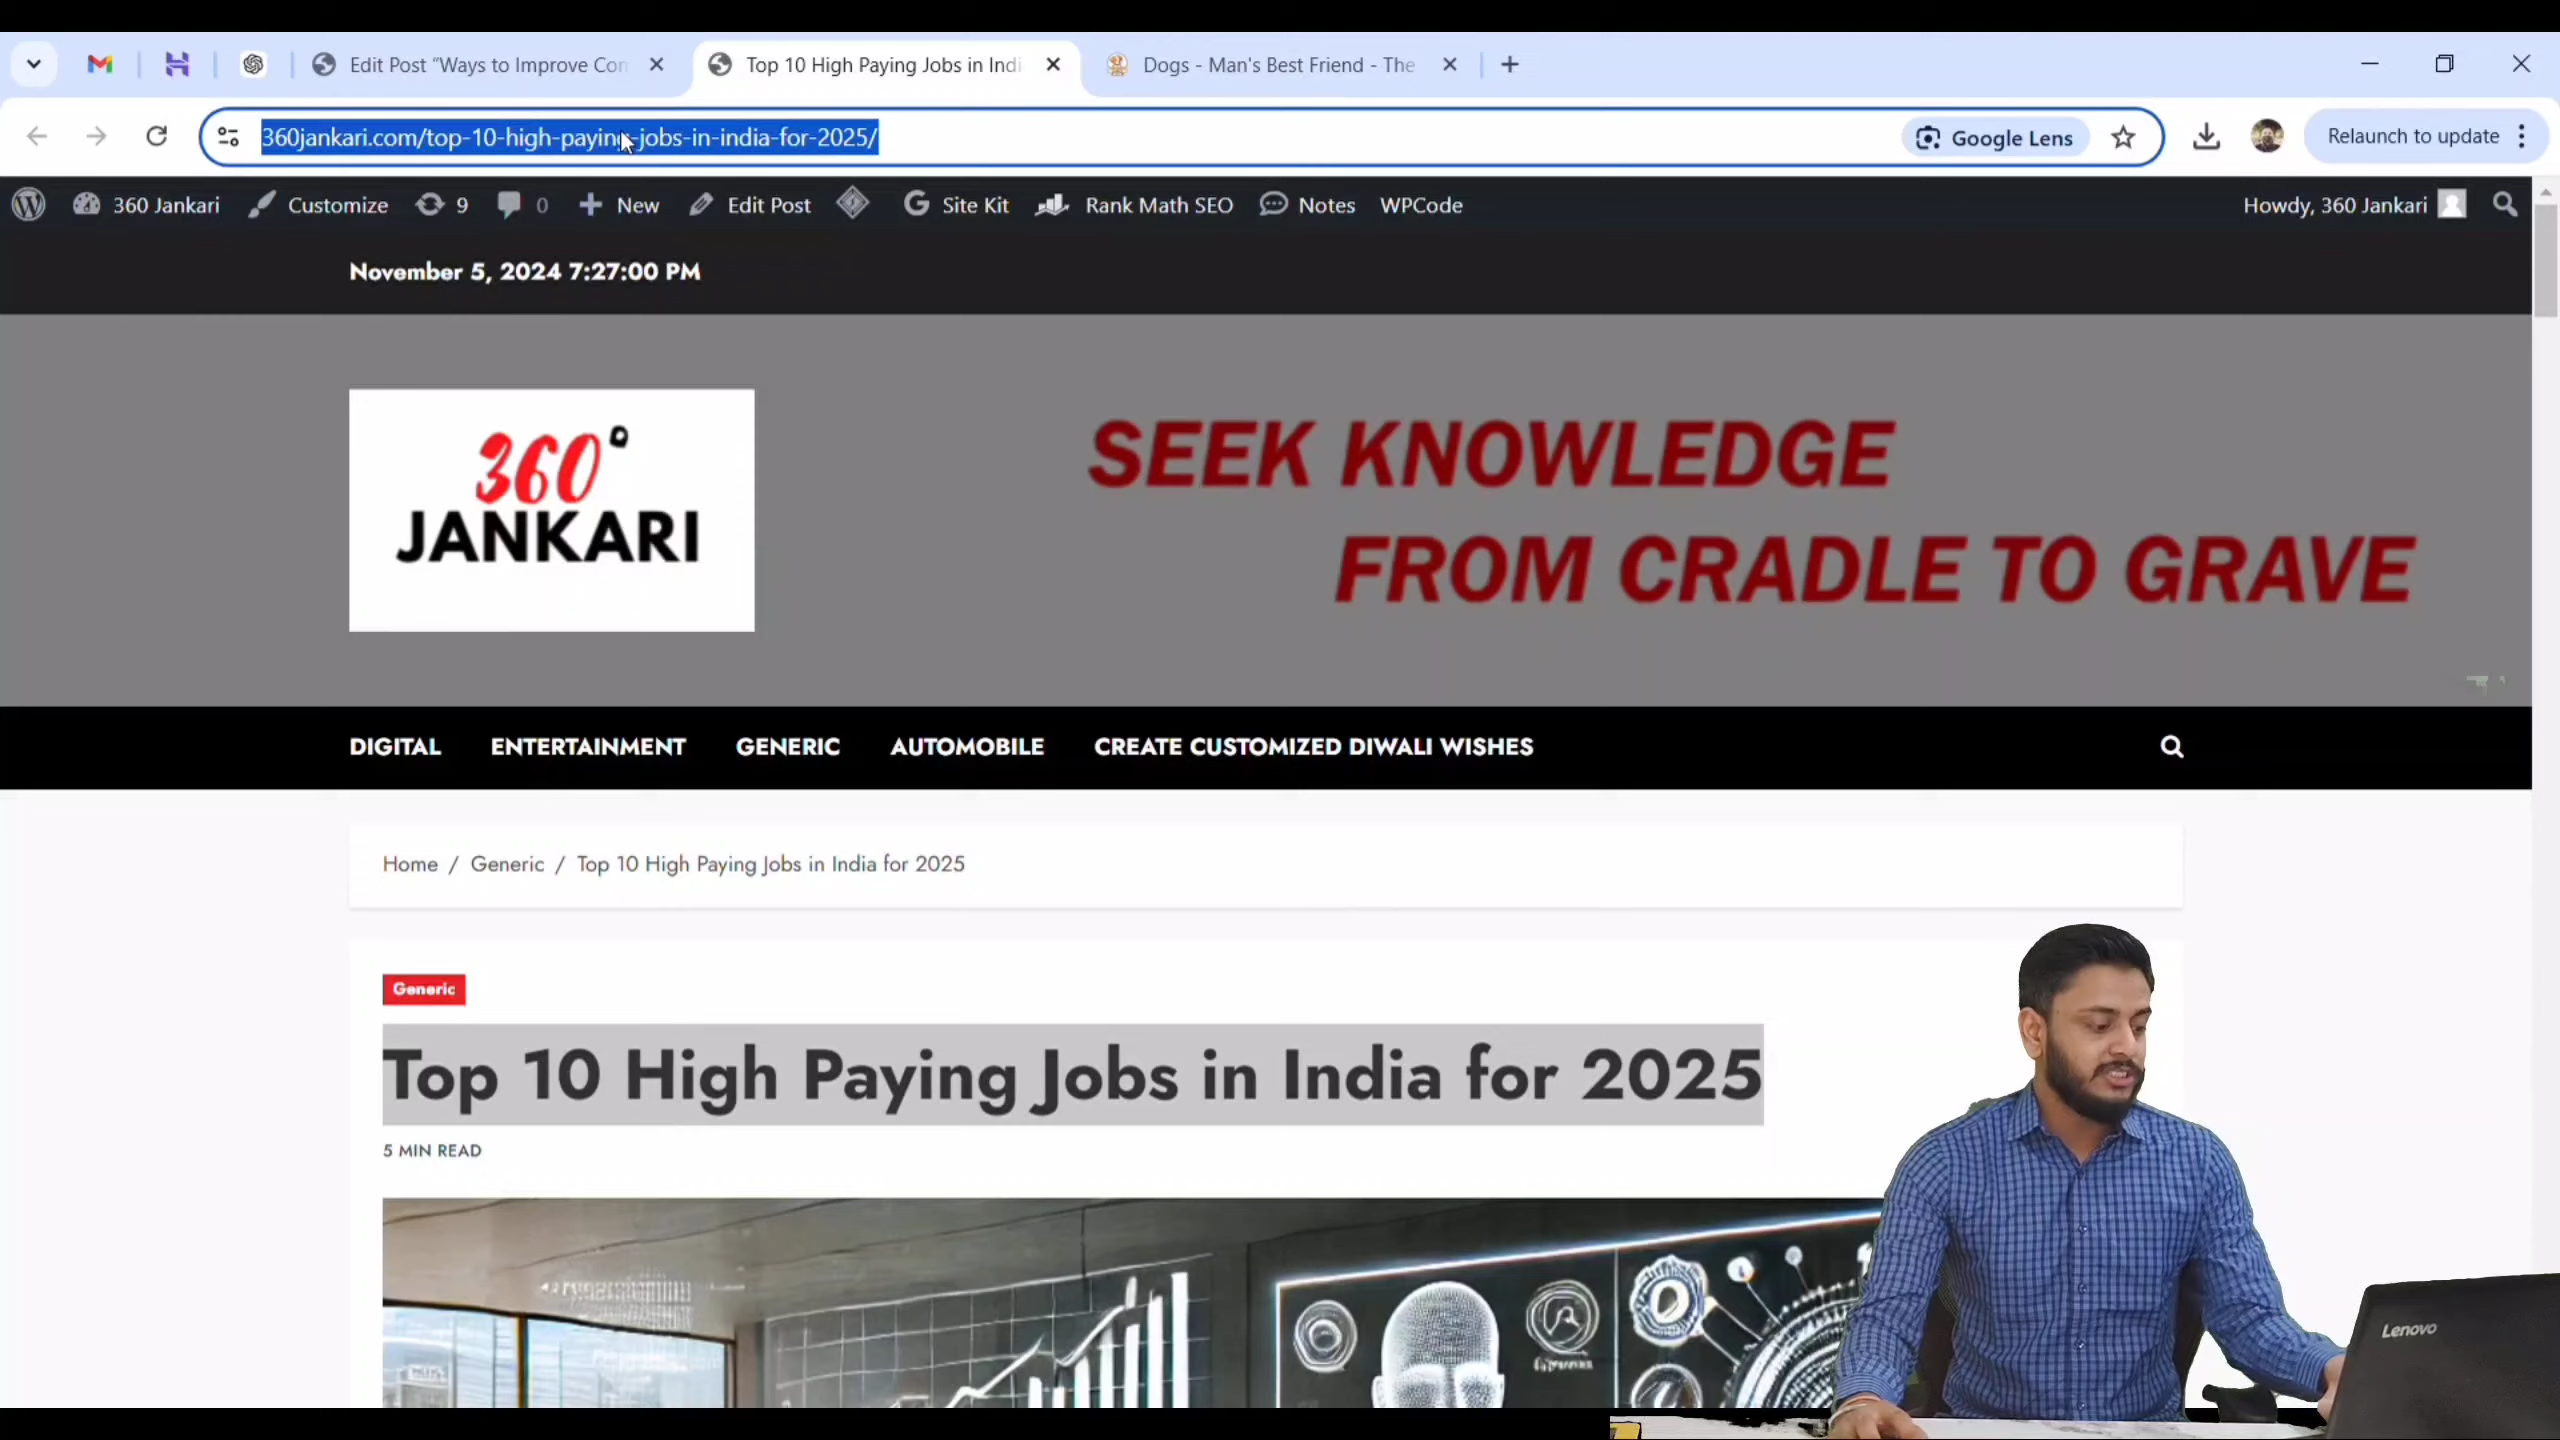 Edit Post “Ways to Improve Con
Top 10 High Paying Jobs in Indi
Dogs - Man's Best Friend - The
360jankari.com/top-10-high-paying-jobs-in-india-for-2025/
Google Lens
Relaunch to update
360 Jankari
Customize
9
0
New
Edit Post
Site Kit
Rank Math SEO
Notes
WPCode
Howdy, 360 Jankari
November 5, 2024 7:27:00 PM
360°
JANKARI
SEEK KNOWLEDGE
FROM CRADLE TO GRAVE
DIGITAL
ENTERTAINMENT
GENERIC
AUTOMOBILE
CREATE CUSTOMIZED DIWALI WISHES
Home / Generic / Top 10 High Paying Jobs in India for 2025
Generic
Top 10 High Paying Jobs in India for 2025
5 MIN READ
Lenovo